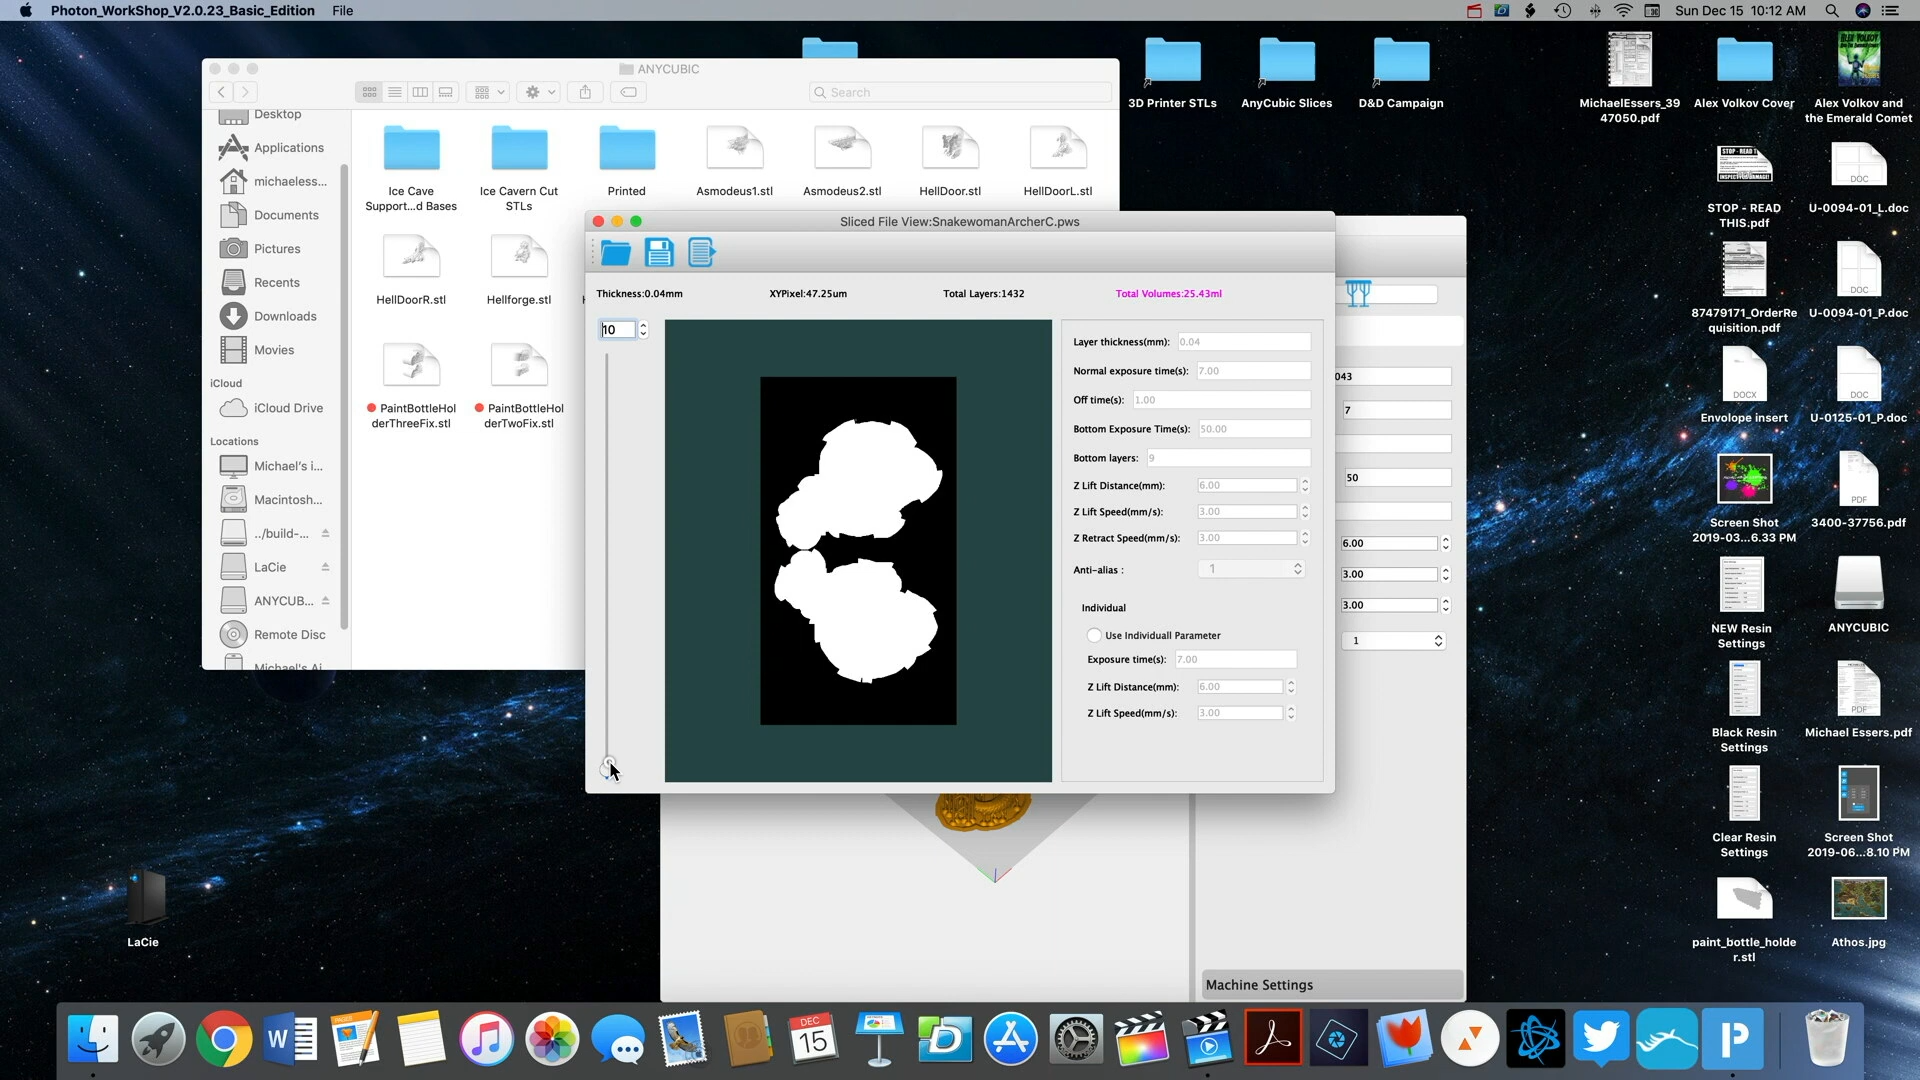 Photon_WorkShop_V2.0.23_Basic_Edition File
Sun Dec 15 10:12 AM
ANYCUBIC
Search
Desktop
Applications
michaeless...
Documents
Pictures
Recents
Downloads
Movies
iCloud
iCloud Drive
Locations
Michael's i...
Macintosh...
../build-...
LaCie
ANYCUB...
Remote Disc
Michael's Ai
Ice Cave
Support...d Bases
Ice Cavern Cut
STLs
Printed
Asmodeus1.stl
Asmodeus2.stl
HellDoor.stl
HellDoorL.stl
HellDoorR.stl
Hellforge.stl
PaintBottleHol
derThreeFix.stl
PaintBottleHol
derTwoFix.stl
Sliced File View:SnakewomanArcherC.pws
Thickness:0.04mm
XYPixel:47.25um
Total Layers:1432
Total Volumes:25.43ml
10
Layer thickness(mm): 0.04
Normal exposure time(s): 7.00
Off time(s): 1.00
Bottom Exposure Time(s): 50.00
Bottom layers: 9
Z Lift Distance(mm): 6.00
Z Lift Speed(mm/s): 3.00
Z Retract Speed(mm/s): 3.00
Anti-alias : 1
Individual
Use Individuall Parameter
Exposure time(s): 7.00
Z Lift Distance(mm): 6.00
Z Lift Speed(mm/s): 3.00
043
7
50
6.00
3.00
3.00
1
Machine Settings
3D Printer STLs
AnyCubic Slices
D&D Campaign
MichaelEssers_39
47050.pdf
Alex Volkov Cover
Alex Volkov and
the Emerald Comet
STOP - READ
THIS.pdf
DOC
U-0094-01_L.doc
87479171_OrderRe
quisition.pdf
DOC
U-0094-01_P.doc
DOCX
Envolope insert
DOC
U-0125-01_P.doc
Screen Shot
2019-03...6.33 PM
PDF
3400-37756.pdf
NEW Resin
Settings
ANYCUBIC
Black Resin
Settings
PDF
Michael Essers.pdf
Clear Resin
Settings
Screen Shot
2019-06...8.10 PM
paint_bottle_holde
r.stl
Athos.jpg
LaCie
PAGES
DEC
15